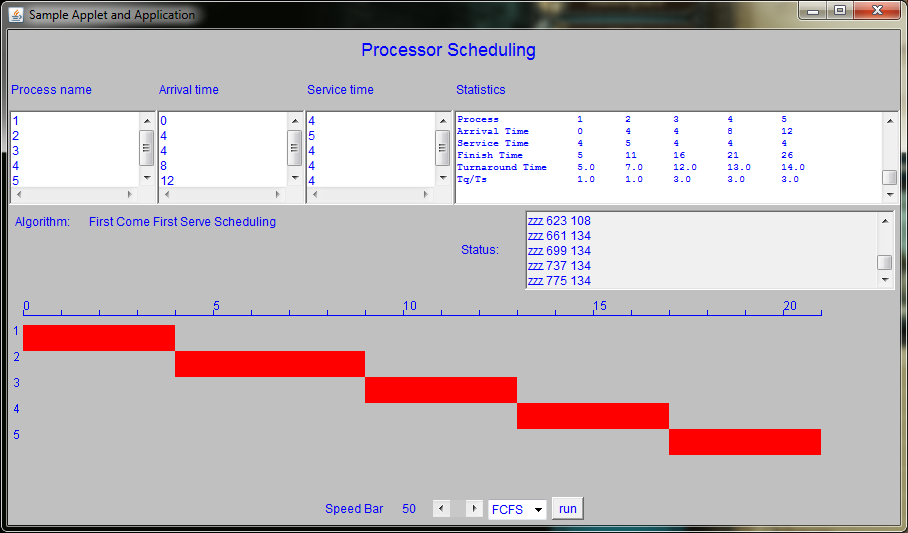 Sample Applet and Application
Processor Scheduling
Process name Arrival time Service time Statistics
1
2
3
4
5
0
4
4
8
12
4
5
4
4
4
Process 1 2 3 4 5
Arrival Time 0 4 4 8 12
Service Time 4 5 4 4 4
Finish Time 5 11 16 21 26
Turnaround Time 5.0 7.0 12.0 13.0 14.0
Tq/Ts 1.0 1.0 3.0 3.0 3.0
Algorithm: First Come First Serve Scheduling
Status:
zzz 623 108
zzz 661 134
zzz 699 134
zzz 737 134
zzz 775 134
0 5 10 15 20
1
2
3
4
5
Speed Bar 50 FCFS run